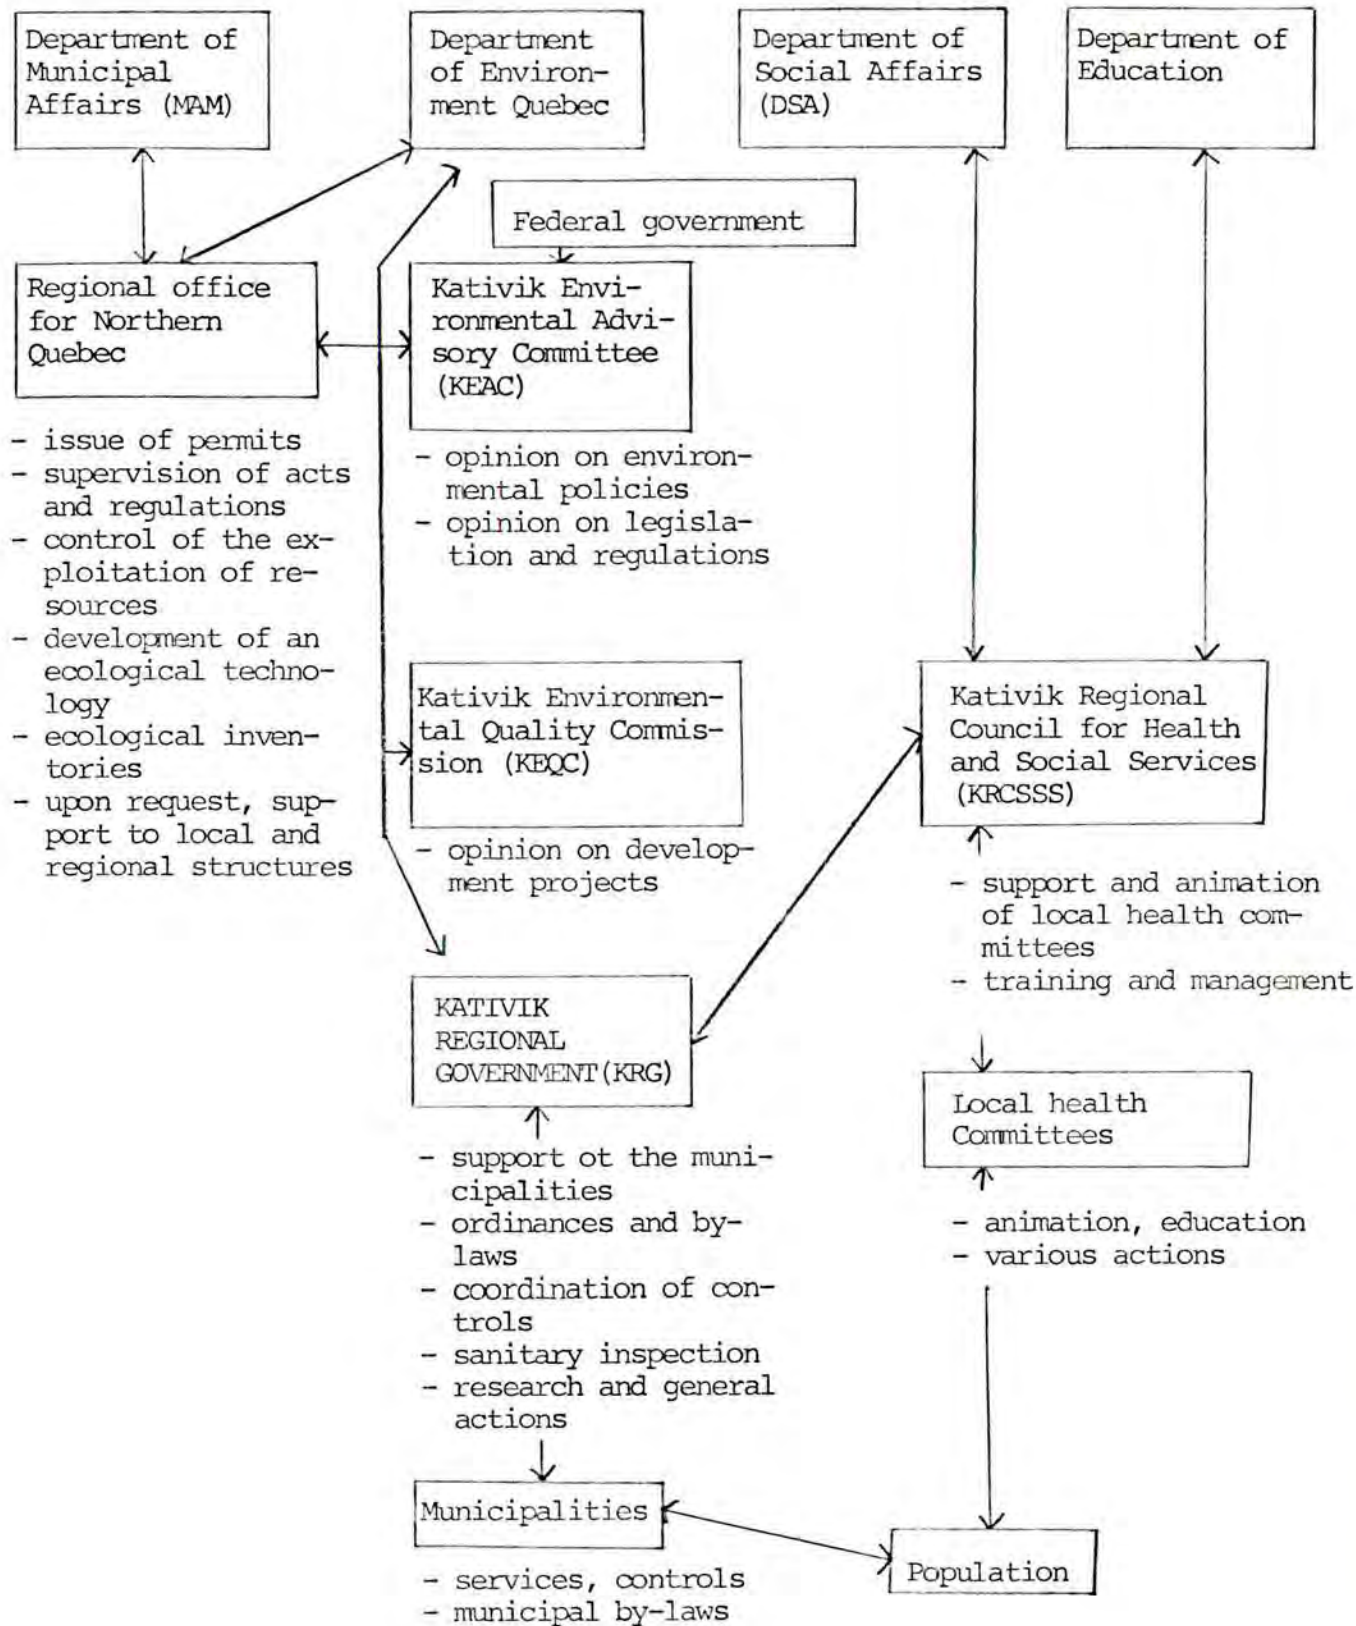 Department of
Municipal
Affairs (MAM)
Department
of Environ-
ment Quebec
Department of
Social Affairs
(DSA)
Department of
Education
Federal government
Regional office
for Northern
Quebec
Kativik Envi-
ronmental Advi-
sory Committee
(KEAC)
- issue of permits
- supervision of acts
and regulations
- control of the ex-
ploitation of re-
sources
- development of an
ecological techno-
logy
- ecological inven-
tories
- upon request, sup-
port to local and
regional structures
- opinion on environ-
mental policies
- opinion on legisla-
tion and regulations
Kativik Environmen-
tal Quality Commis-
sion (KEQC)
- opinion on develop-
ment projects
Kativik Regional
Council for Health
and Social Services
(KRCSSS)
- support and animation
of local health com-
mittees
- training and management
KATIVIK
REGIONAL
GOVERNMENT(KRG)
Local health
Committees
- support ot the muni-
cipalities
- ordinances and by-
laws
- coordination of con-
trols
- sanitary inspection
- research and general
actions
- animation, education
- various actions
Municipalities
- services, controls
- municipal by-laws
Population